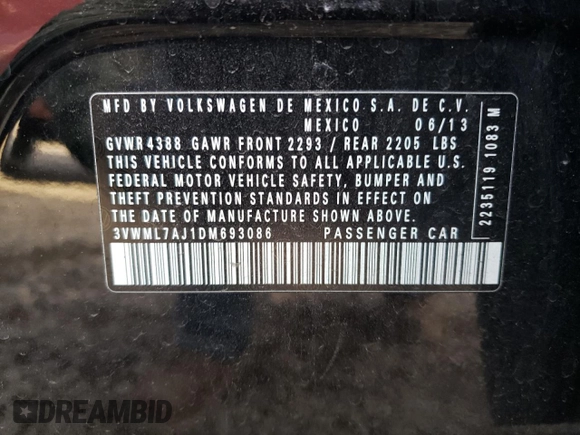 MFD BY VOLKSWAGEN DE MEXICO S.A. DE C.V.
MEXICO 06/13
GVWR 4388 GAWR FRONT 2293 / REAR 2205 LBS
THIS VEHICLE CONFORMS TO ALL APPLICABLE U.S.
FEDERAL MOTOR VEHICLE SAFETY, BUMPER AND
THEFT PREVENTION STANDARDS IN EFFECT ON
THE DATE OF MANUFACTURE SHOWN ABOVE.
3VWML7AJ1DM693086 PASSENGER CAR
2235119 1083 M
DREAMBID